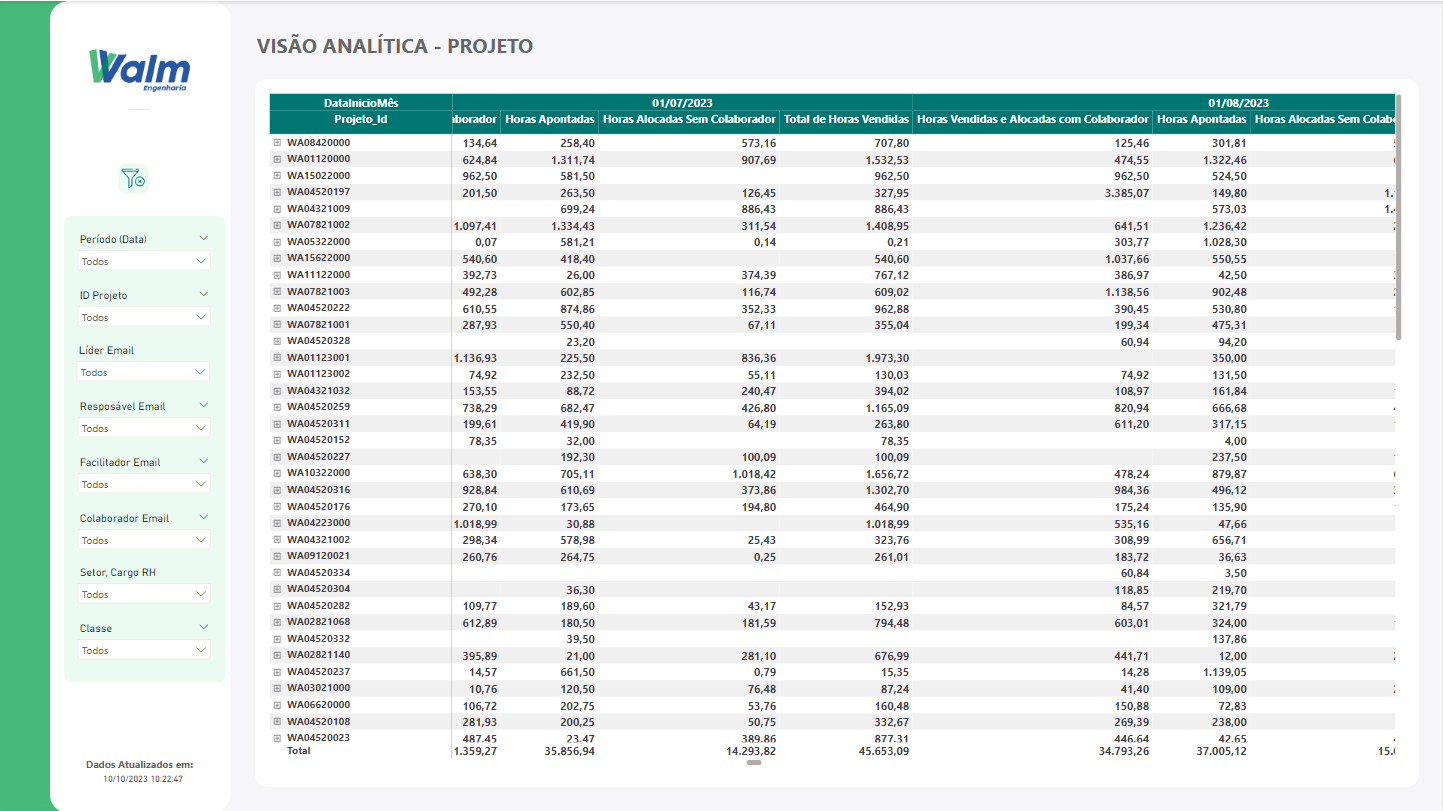 VISÃO ANALÍTICA - PROJETO
Walm
Engenharia
Período (Data)
Todos
ID Projeto
Todos
Líder Email
Todos
Resposável Email
Todos
Facilitador Email
Todos
Colaborador Email
Todos
Setor, Cargo RH
Todos
Classe
Todos
Dados Atualizados em:
10/10/2023 10:22:47
DataInicioMês 01/07/2023 01/08/2023
Projeto_Id Horas Apontadas Horas Alocadas Sem Colaborador Total de Horas Vendidas Horas Vendidas e Alocadas com Colaborador Horas Apontadas Horas Alocadas Sem
WA08420000 134,64 258,40 573,16 707,80 125,46 301,81
WA01120000 624,84 1.311,74 907,69 1.532,53 474,55 1.322,46
WA15022000 962,50 581,50 962,50 962,50 524,50
WA04520197 201,50 263,50 126,45 327,95 3.385,07 149,80
WA04321009 699,24 886,43 886,43 573,03
WA07821002 1.097,41 1.334,43 311,54 1.408,95 641,51 1.236,42
WA05322000 0,07 581,21 0,14 0,21 303,77 1.028,30
WA15622000 540,60 418,40 540,60 1.037,66 550,55
WA11122000 392,73 26,00 374,39 767,12 386,97 42,50
WA07821003 492,28 602,85 116,74 609,02 1.138,56 902,48
WA04520222 610,55 874,86 352,33 962,88 390,45 530,80
WA07821001 287,93 550,40 67,11 355,04 199,34 475,31
WA04520328 23,20 60,94 94,20
WA01123001 1.136,93 225,50 836,36 1.973,30 350,00
WA01123002 74,92 232,50 55,11 130,03 74,92 131,50
WA04321032 153,55 88,72 240,47 394,02 108,97 161,84
WA04520259 738,29 682,47 426,80 1.165,09 820,94 666,68
WA04520311 199,61 419,90 64,19 263,80 611,20 317,15
WA04520152 78,35 32,00 78,35 4,00
WA04520227 192,30 100,09 100,09 237,50
WA10322000 638,30 705,11 1.018,42 1.656,72 478,24 879,87
WA04520316 928,84 610,69 373,86 1.302,70 984,36 496,12
WA04520176 270,10 173,65 194,80 464,90 175,24 135,90
WA04223000 1.018,99 30,88 1.018,99 535,16 47,66
WA04321002 298,34 578,98 25,43 323,76 308,99 656,71
WA09120021 260,76 264,75 0,25 261,01 183,72 36,63
WA04520334 60,84 3,50
WA04520304 36,30 118,85 219,70
WA04520282 109,77 189,60 43,17 152,93 84,57 321,79
WA02821068 612,89 180,50 181,59 794,48 603,01 324,00
WA04520332 39,50 137,86
WA02821140 395,89 21,00 281,10 676,99 441,71 12,00
WA04520237 14,57 661,50 0,79 15,35 14,28 1.139,05
WA03021000 10,76 120,50 76,48 87,24 41,40 109,00
WA06620000 106,72 202,75 53,76 160,48 150,88 72,83
WA04520108 281,93 200,25 50,75 332,67 269,39 238,00
WA04520023 487,45 23,47 389,86 877,31 446,64 42,65
Total 1.359,27 35.856,94 14.293,82 45.653,09 34.793,26 37.005,12